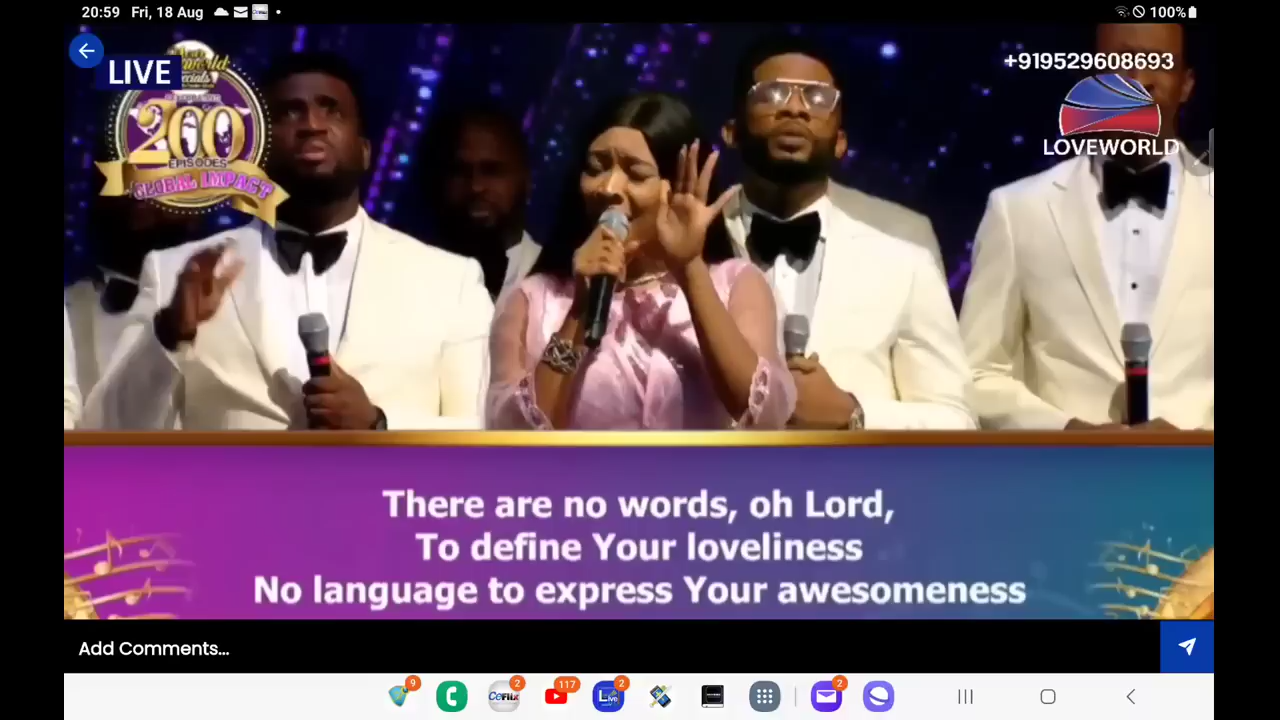 20:59 Fri, 18 Aug
100%
LIVE
200
EPISODES
GLOBAL IMPACT
+919529608693
LOVEWORLD
There are no words, oh Lord,
To define Your loveliness
No language to express Your awesomeness
Add Comments...
9
2
117
2
2